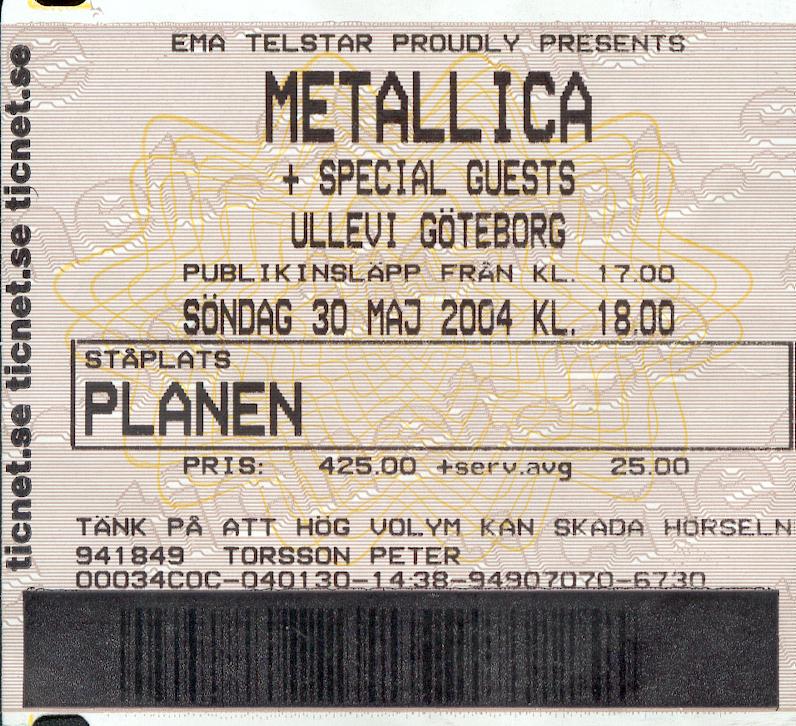 EMA TELSTAR PROUDLY PRESENTS
METALLICA
+ SPECIAL GUESTS
ULLEVI GÖTEBORG
PUBLIKINSLÄPP FRÅN KL. 17.00
SÖNDAG 30 MAJ 2004 KL. 18.00
STÅPLATS
PLANEN
PRIS: 425.00 +serv.avg 25.00
TÄNK PÅ ATT HÖG VOLYM KAN SKADA HÖRSELN
941849 TORSSON PETER
00034C0C-040130-14:38-94907070-6730
ticnet.se ticnet.se ticnet.se ticnet.se